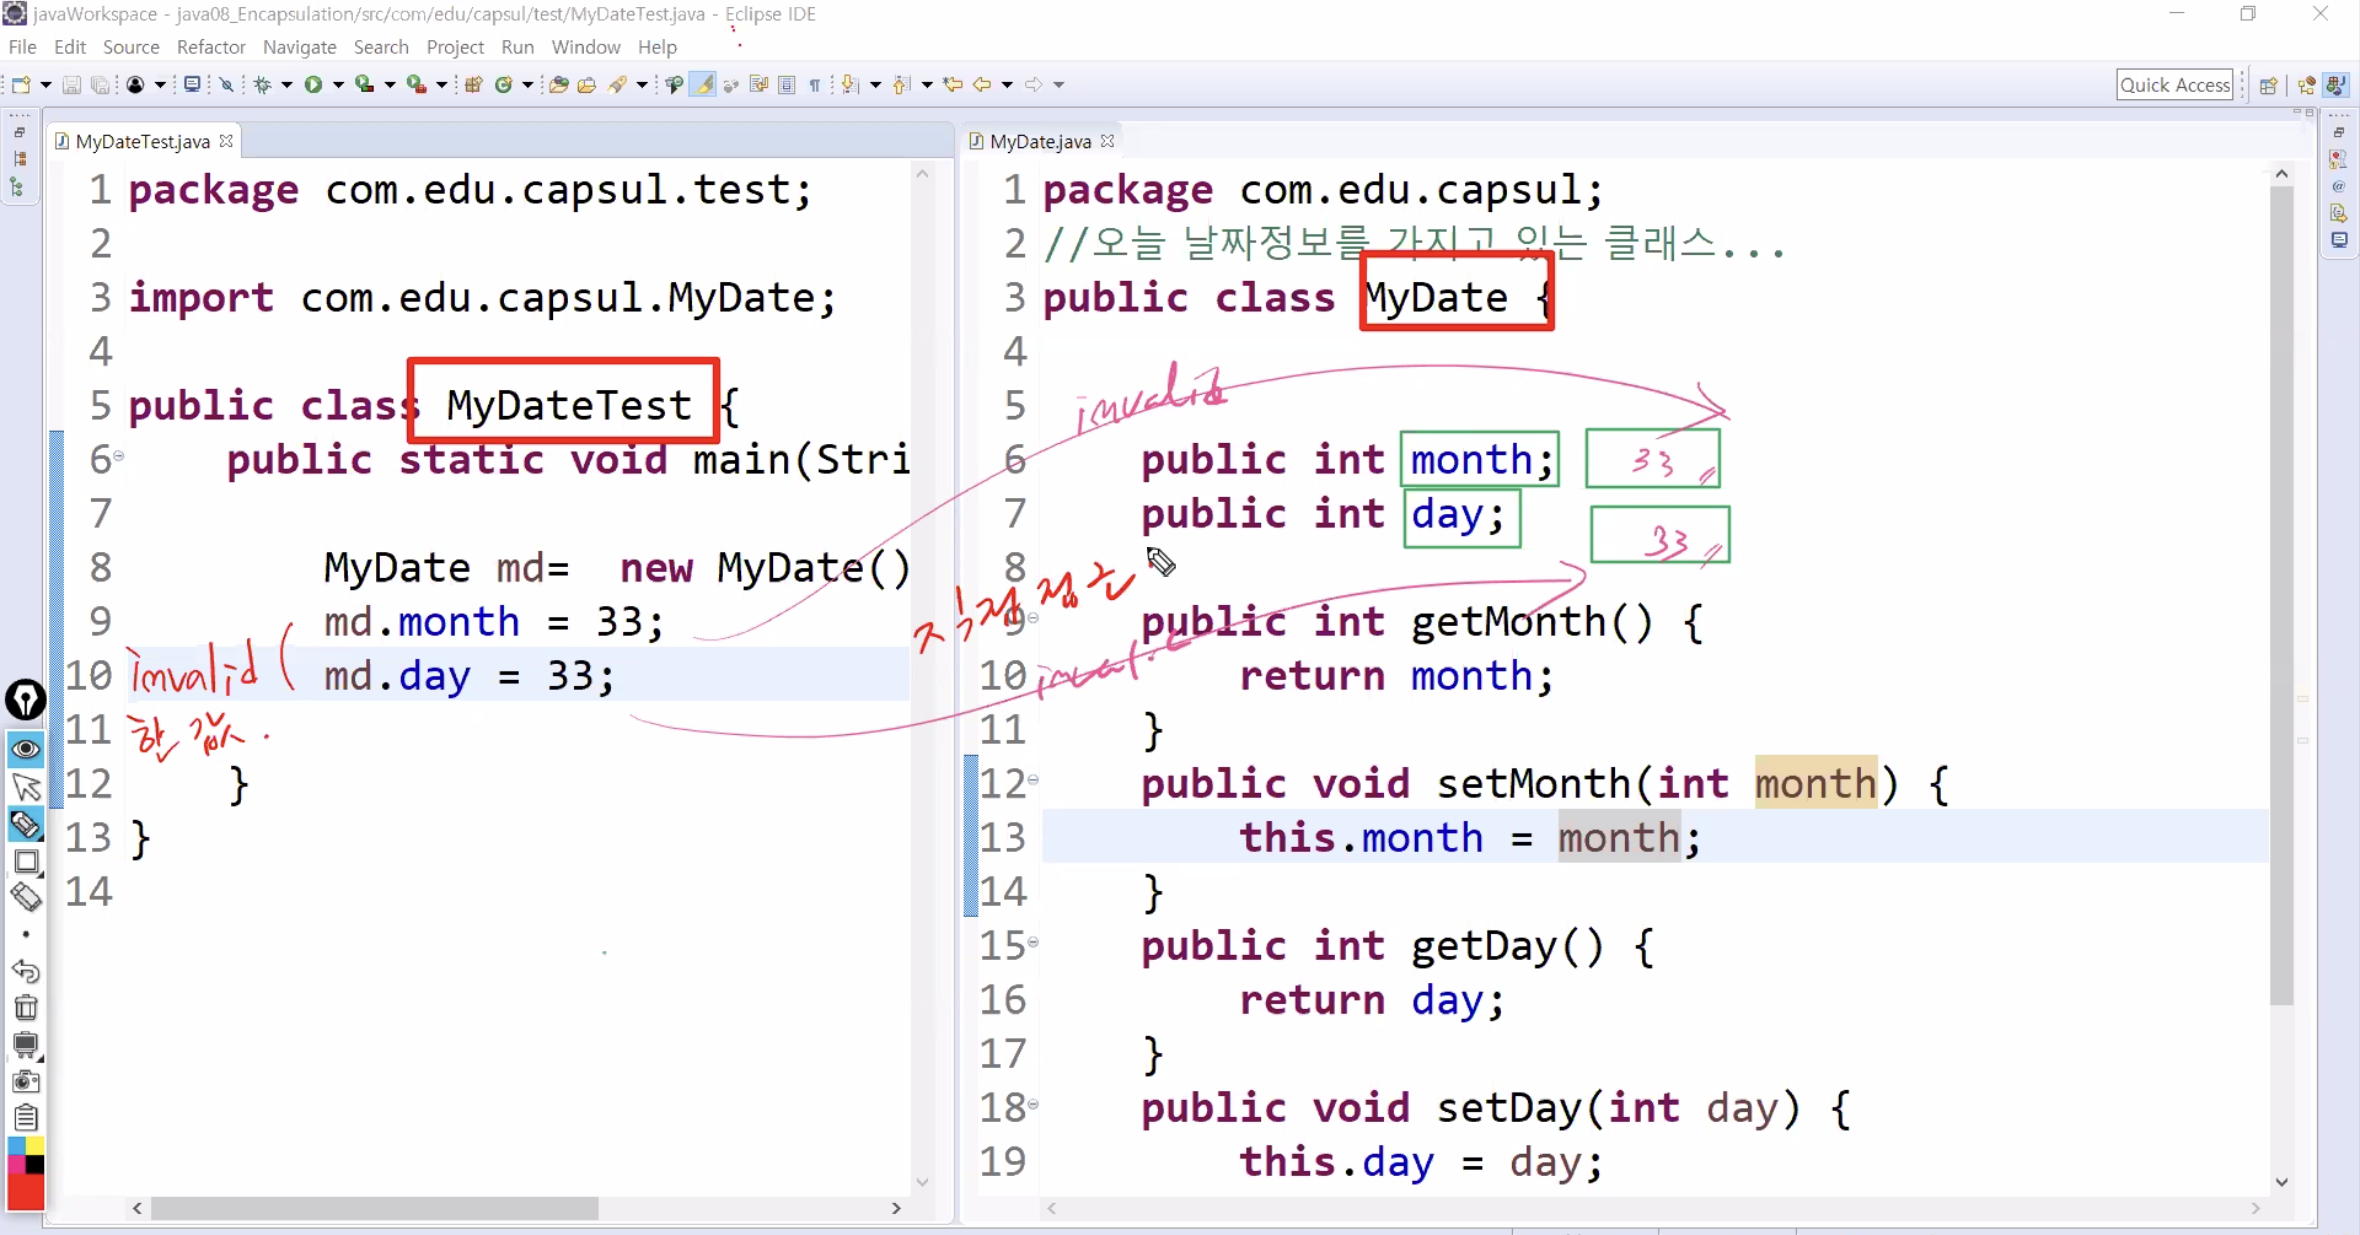 javaWorkspace - java08_Encapsulation/src/com/edu/capsul/test/MyDateTest.java - Eclipse IDE
File Edit Source Refactor Navigate Search Project Run Window Help
Quick Access
MyDateTest.java
1 package com.edu.capsul.test;
2
3 import com.edu.capsul.MyDate;
4
5 public class MyDateTest {
6 public static void main(Stri
7
8 MyDate md= new MyDate()
9 md.month = 33;
invalid (
10 md.day = 33;
11 한 값.
12 }
13 }
14
MyDate.java
1 package com.edu.capsul;
2 //오늘 날짜정보를 가지고 있는 클래스...
3 public class MyDate {
4
invalid
5
6 public int month; 33
7 public int day; 33
8
직접접근
9 public int getMonth() {
invalid
10 return month;
11 }
12 public void setMonth(int month) {
13 this.month = month;
14 }
15 public int getDay() {
16 return day;
17 }
18 public void setDay(int day) {
19 this.day = day;